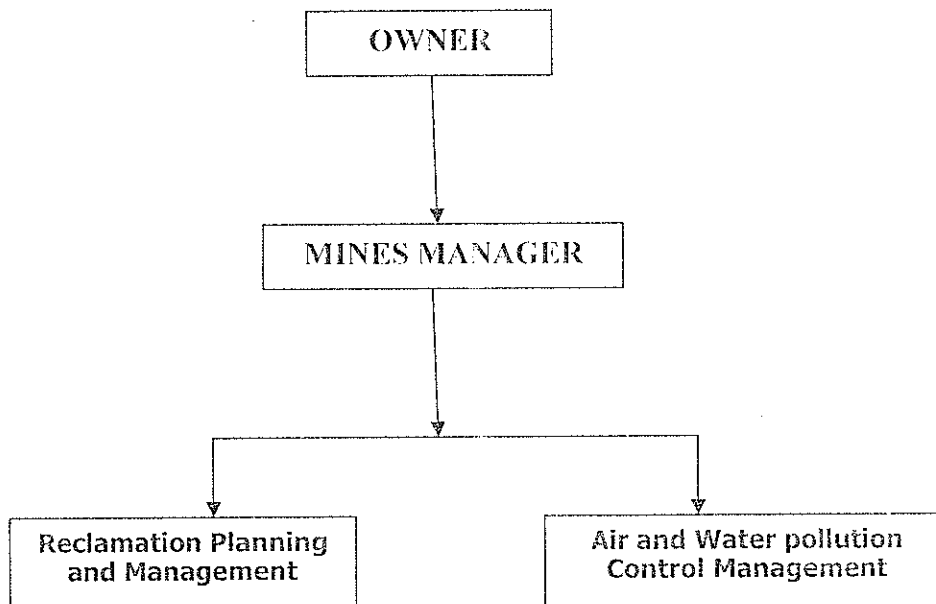 OWNER
MINES MANAGER
Reclamation Planning
and Management
Air and Water pollution
Control Management